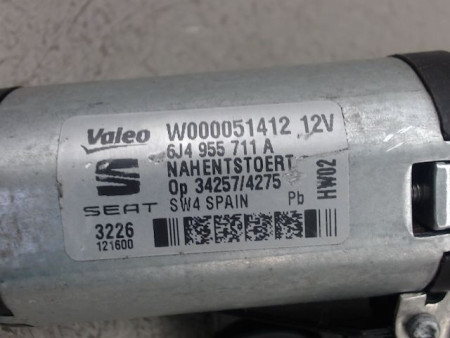 Valeo W000051412 12V
6J4 955 711 A
NAHENTSTOERT
Op 34257/4275
SEAT SW4 SPAIN Pb
HW02
3226
121600